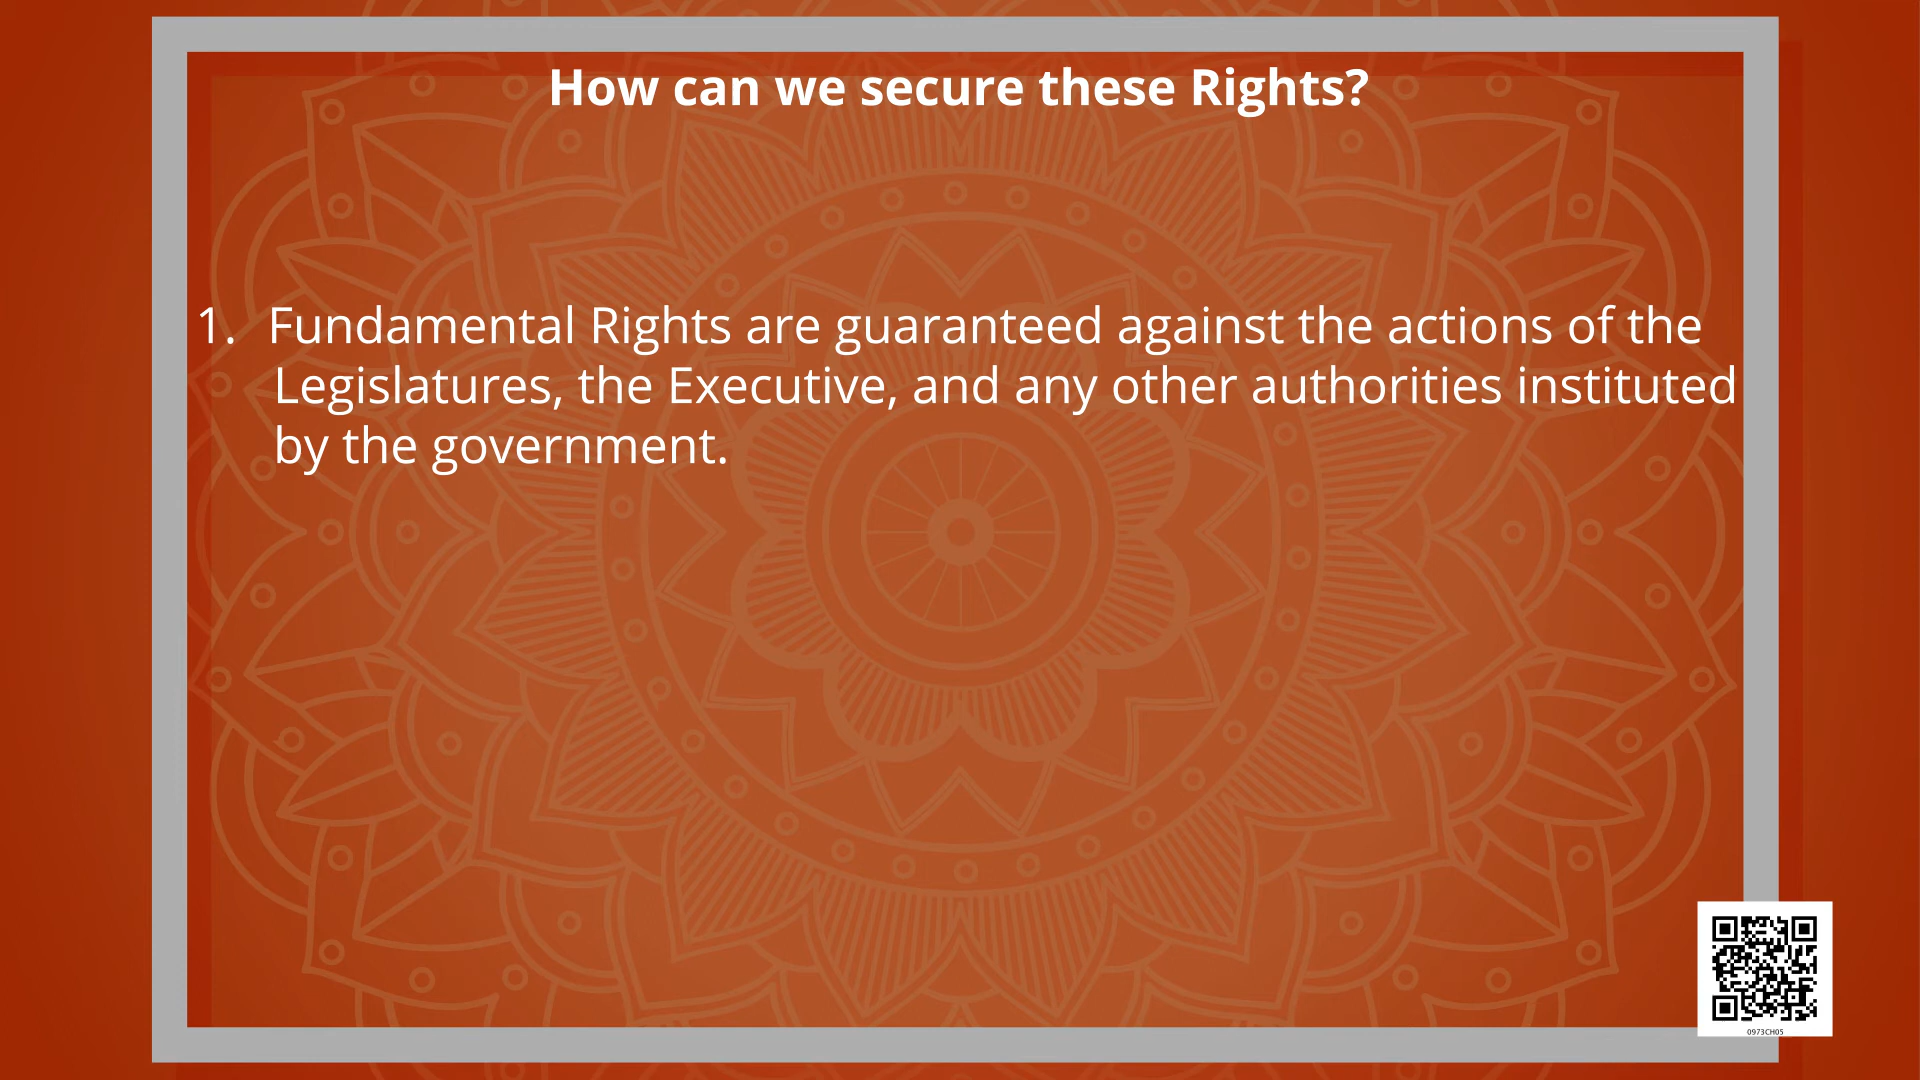 How can we secure these Rights?
1. Fundamental Rights are guaranteed against the actions of the
Legislatures, the Executive, and any other authorities instituted
by the government.
0973CH05